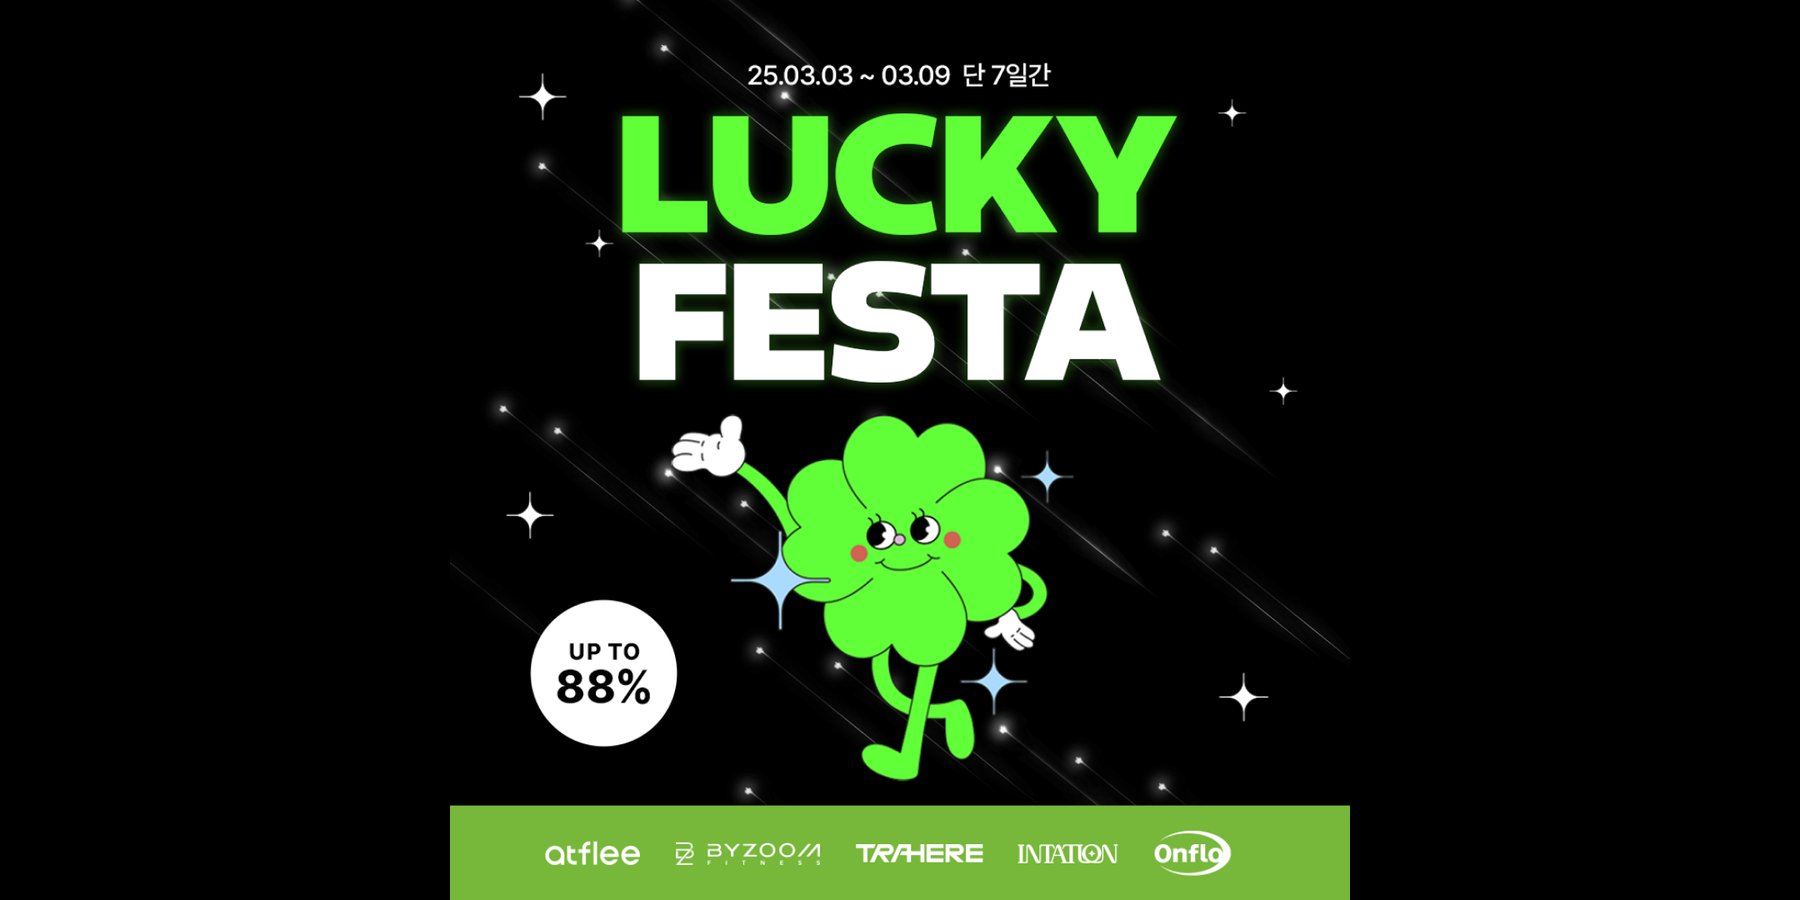 25.03.03 ~ 03.09 단 7일간
LUCKY
FESTA
UP TO
88%
atflee BYZOOM FITNESS TRAHERE INTATION Onflo